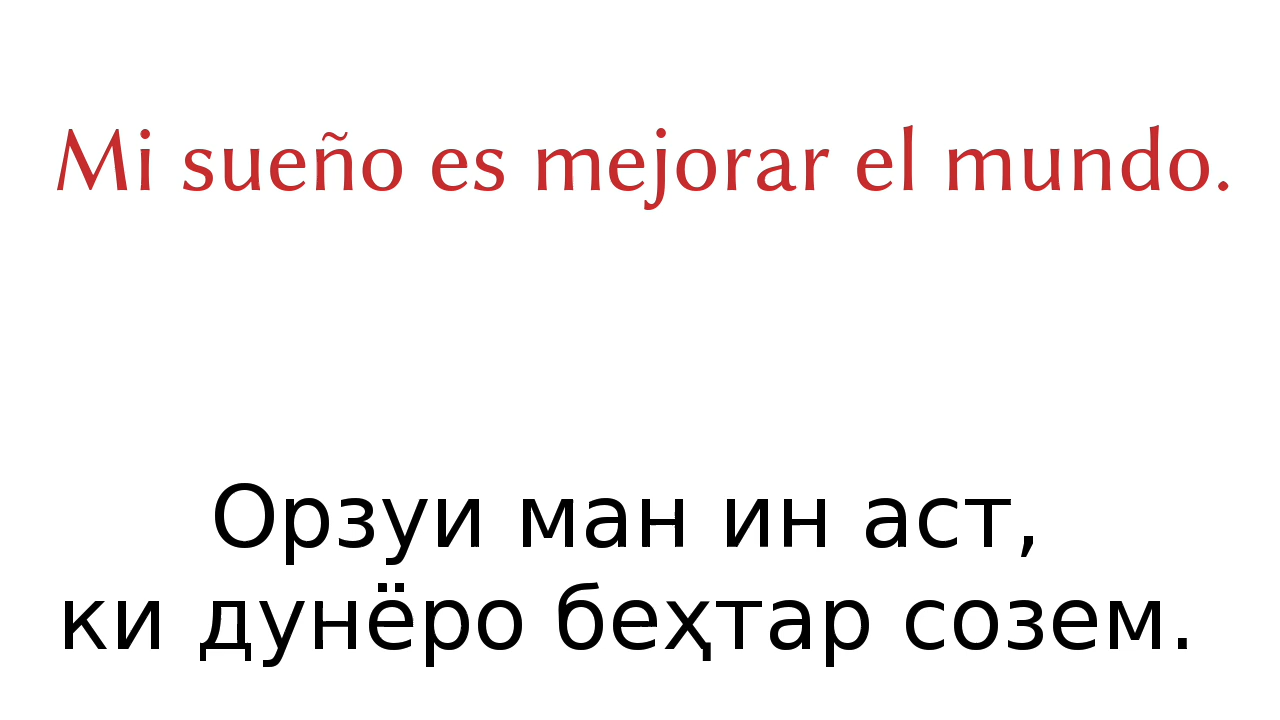 Mi sueño es mejorar el mundo.
Орзуи ман ин аст,
ки дунёро беҳтар созем.